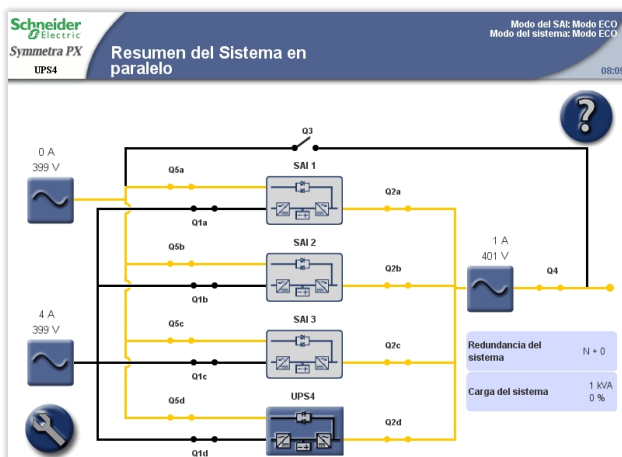 Schneider
Electric
Symmetra PX
UPS4
Resumen del Sistema en
paralelo
Modo del SAI: Modo ECO
Modo del sistema: Modo ECO
08:09
?
Q3
0 A
399 V
Q5a
SAI 1
Q2a
Q1a
Q5b
SAI 2
Q2b
Q1b
1 A
401 V
Q4
4 A
399 V
Q5c
SAI 3
Q2c
Q1c
Redundancia del
sistema
N + 0
Carga del sistema
1 kVA
0 %
Q5d
UPS4
Q2d
Q1d